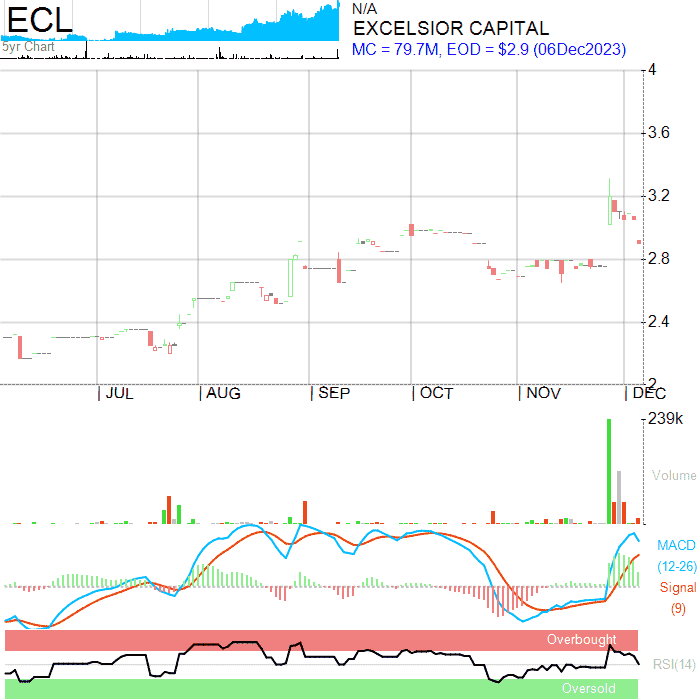 ECL
N/A
EXCELSIOR CAPITAL
5yr Chart
MC = 79.7M, EOD = $2.9 (06Dec2023)
4
3.6
3.2
2.8
2.4
2
| JUL | AUG | SEP | OCT | NOV | DEC
239k
Volume
MACD
(12-26)
Signal
(9)
Overbought
RSI(14)
Oversold